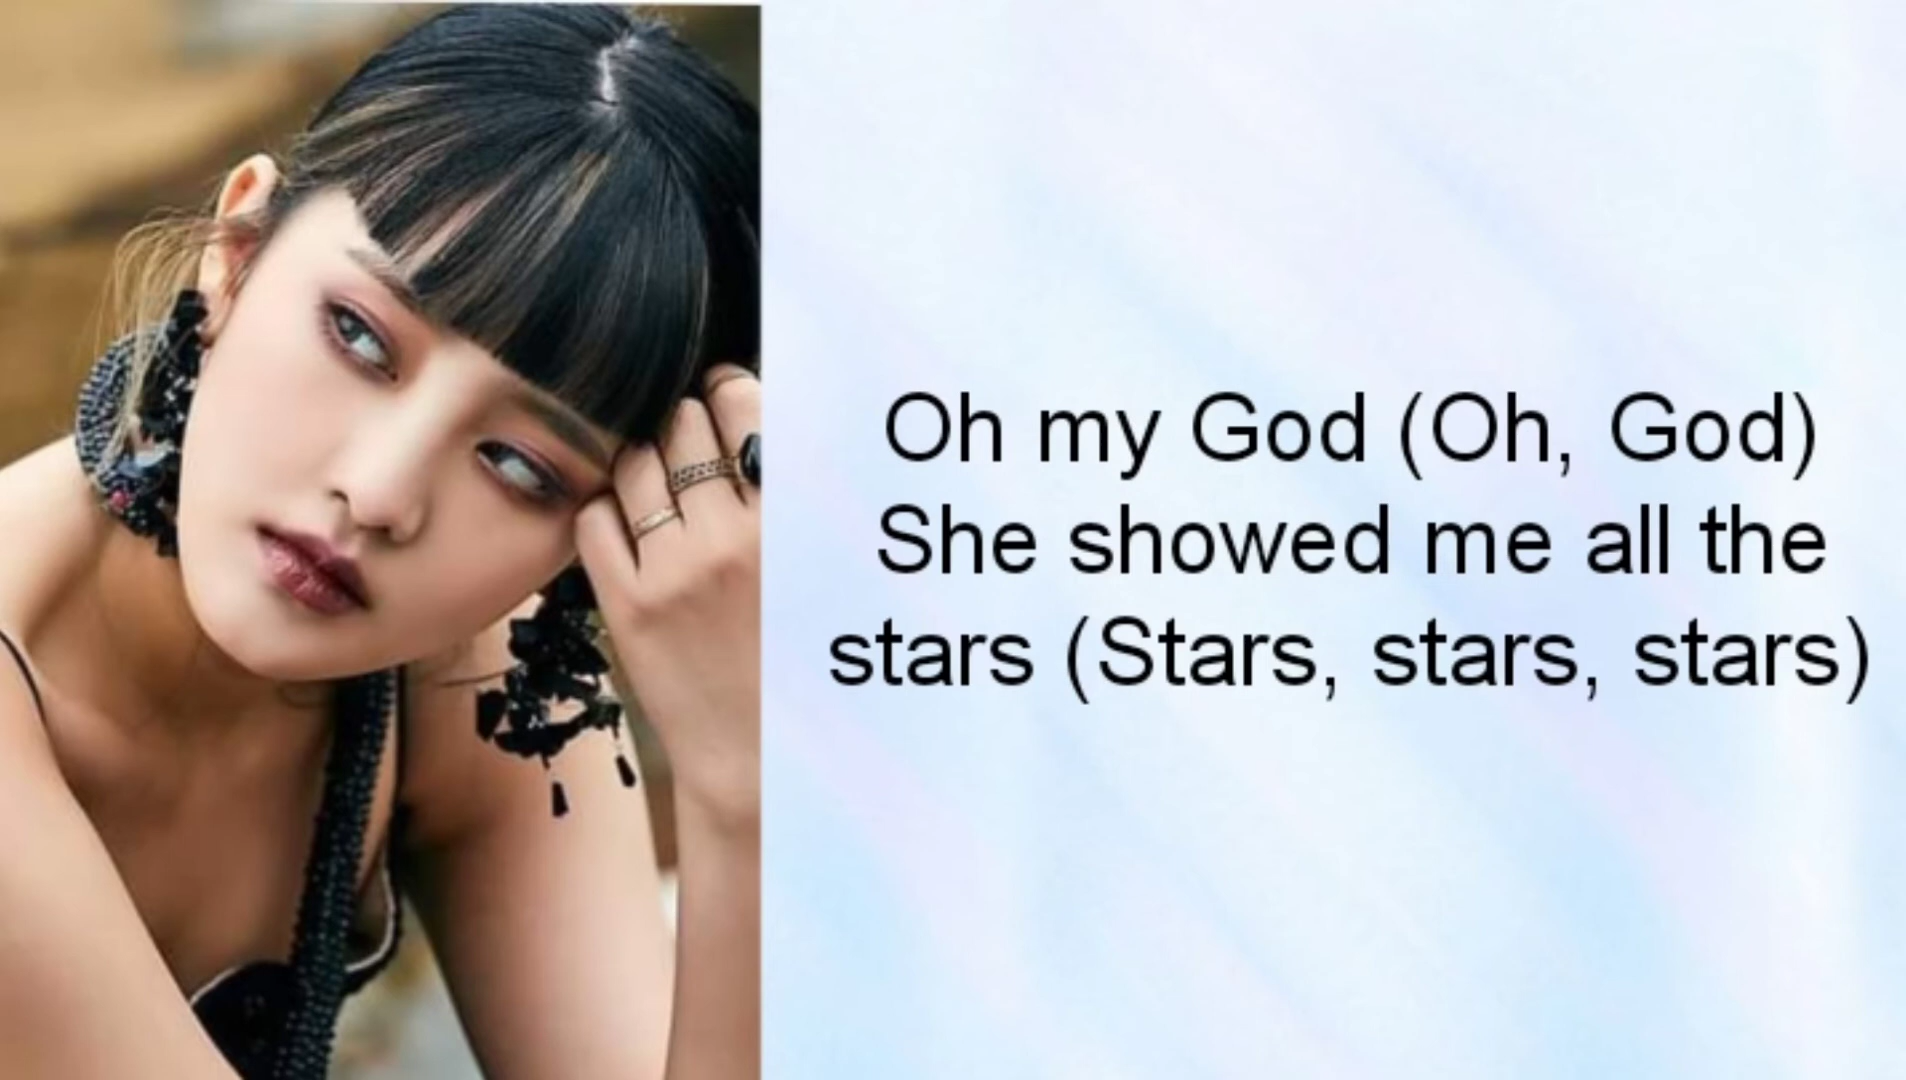 Oh my God (Oh, God)
She showed me all the
stars (Stars, stars, stars)